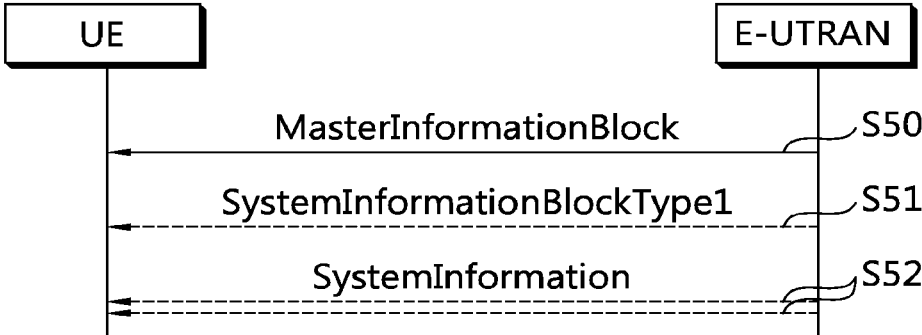 UE
E-UTRAN
MasterInformationBlock
S50
SystemInformationBlockType1
S51
SystemInformation
S52